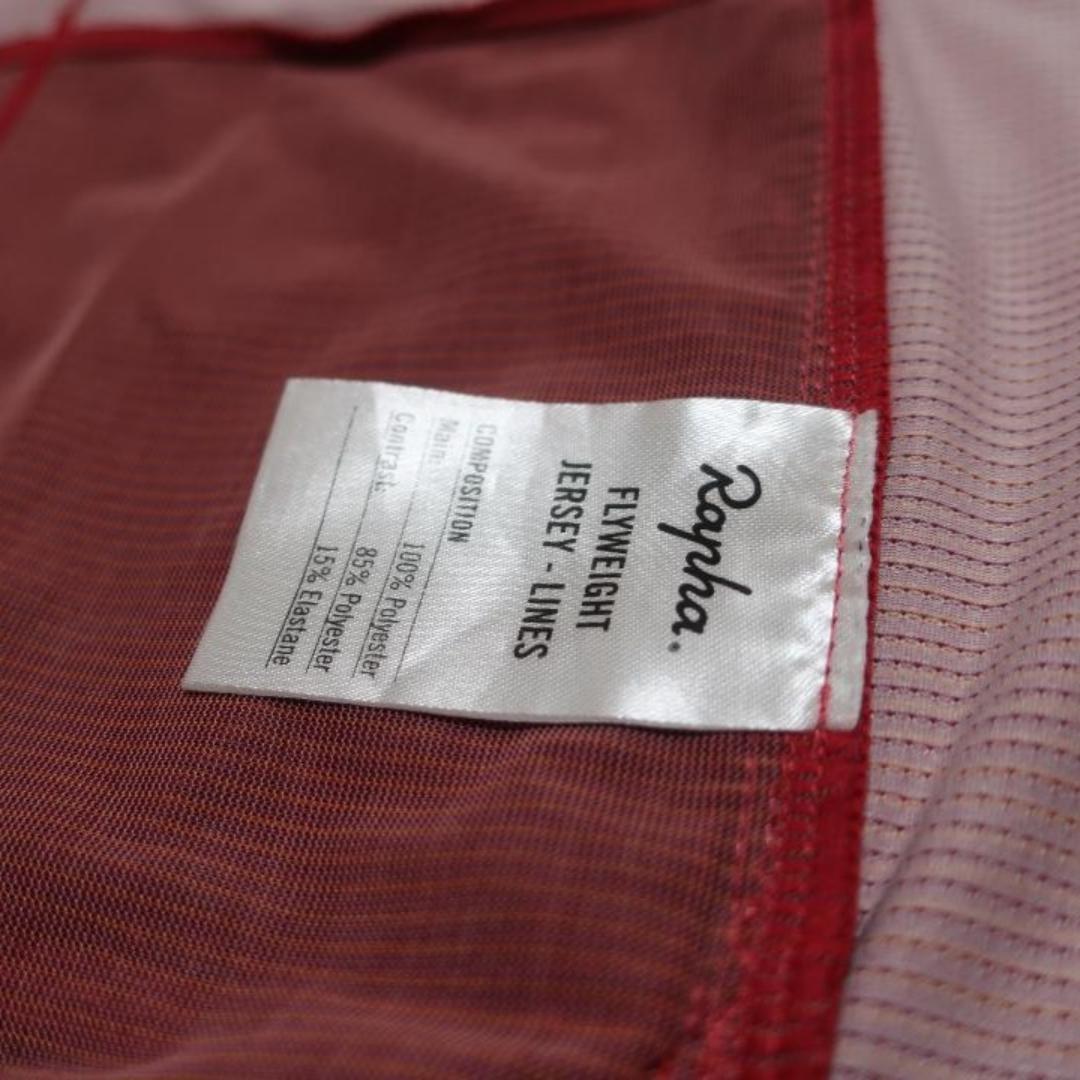 Rapha.
FLYWEIGHT
JERSEY - LINES
COMPOSITION
Main: 100% Polyester
Contrast: 85% Polyester
15% Elastane